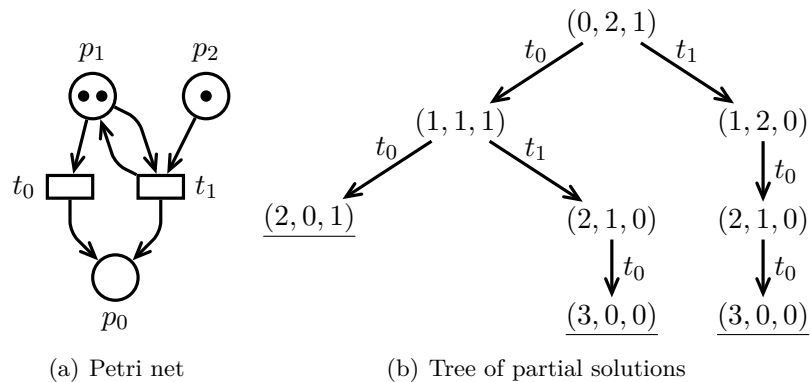 p₁ p₂
t₀ t₁
p₀
(a) Petri net
(0, 2, 1)
t₀ t₁
(1, 1, 1) (1, 2, 0)
t₀ t₁ t₀
(2, 0, 1) (2, 1, 0) (2, 1, 0)
t₀ t₀
(3, 0, 0) (3, 0, 0)
(b) Tree of partial solutions